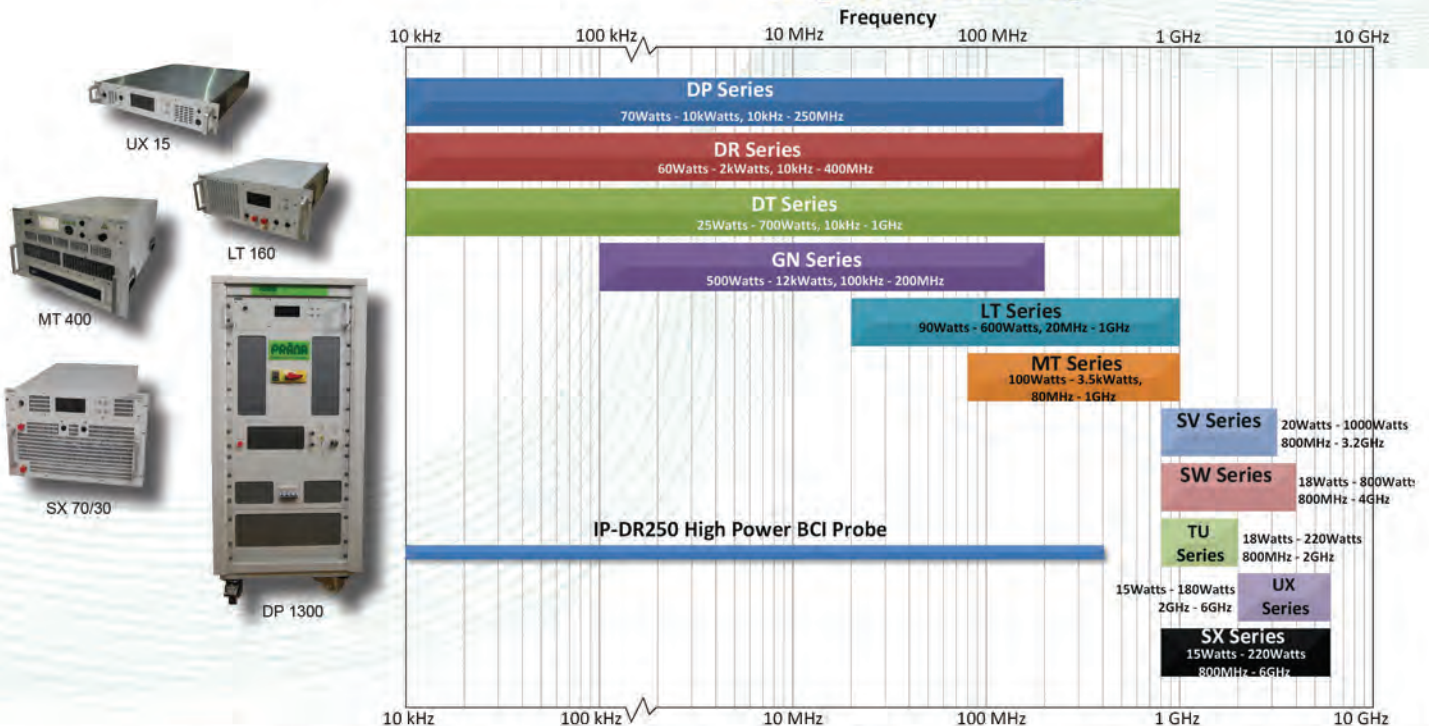 Frequency
10 kHz
100 kHz
10 MHz
100 MHz
1 GHz
10 GHz
UX 15
LT 160
MT 400
PRÂNA
SX 70/30
DP 1300
DP Series
70Watts - 10kWatts, 10kHz - 250MHz
DR Series
60Watts - 2kWatts, 10kHz - 400MHz
DT Series
25Watts - 700Watts, 10kHz - 1GHz
GN Series
500Watts - 12kWatts, 100kHz - 200MHz
LT Series
90Watts - 600Watts, 20MHz - 1GHz
MT Series
100Watts - 3.5kWatts,
80MHz - 1GHz
SV Series
20Watts - 1000Watts
800MHz - 3.2GHz
SW Series
18Watts - 800Watts
800MHz - 4GHz
IP-DR250 High Power BCI Probe
TU
Series
18Watts - 220Watts
800MHz - 2GHz
15Watts - 180Watts
2GHz - 6GHz
UX
Series
SX Series
15Watts - 220Watts
800MHz - 6GHz
10 kHz
100 kHz
10 MHz
100 MHz
1 GHz
10 GHz